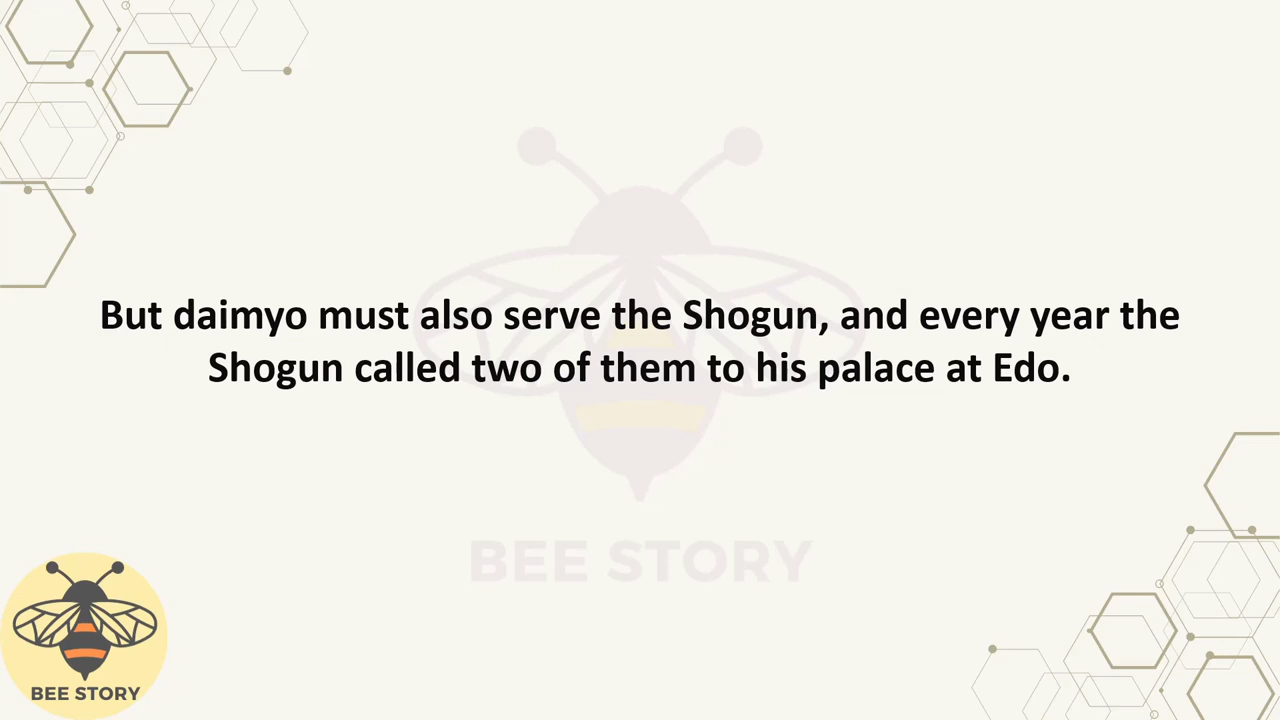 But daimyo must also serve the Shogun, and every year the
Shogun called two of them to his palace at Edo.
BEE STORY
BEE STORY